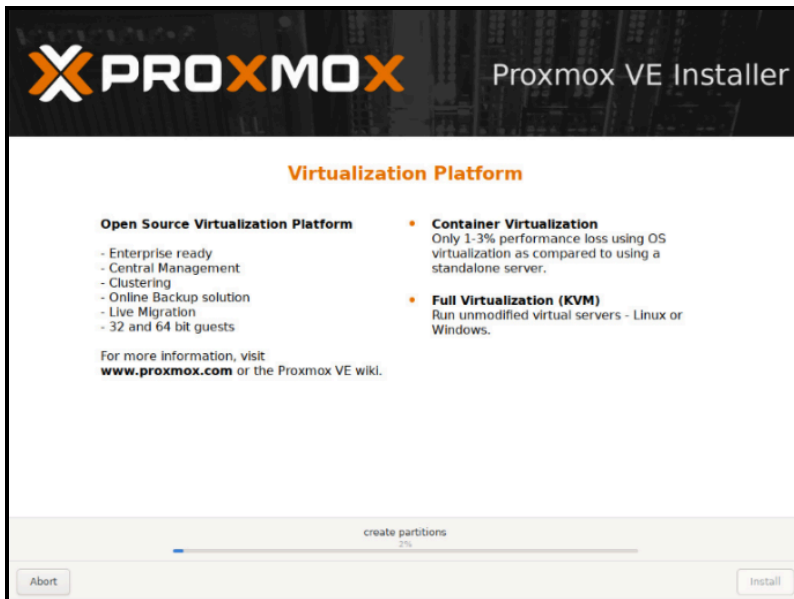 PROXMOX
Proxmox VE Installer
Virtualization Platform
Open Source Virtualization Platform
- Enterprise ready
- Central Management
- Clustering
- Online Backup solution
- Live Migration
- 32 and 64 bit guests
For more information, visit
www.proxmox.com or the Proxmox VE wiki.
• Container Virtualization
Only 1-3% performance loss using OS
virtualization as compared to using a
standalone server.
• Full Virtualization (KVM)
Run unmodified virtual servers - Linux or
Windows.
create partitions
2%
Abort
Install